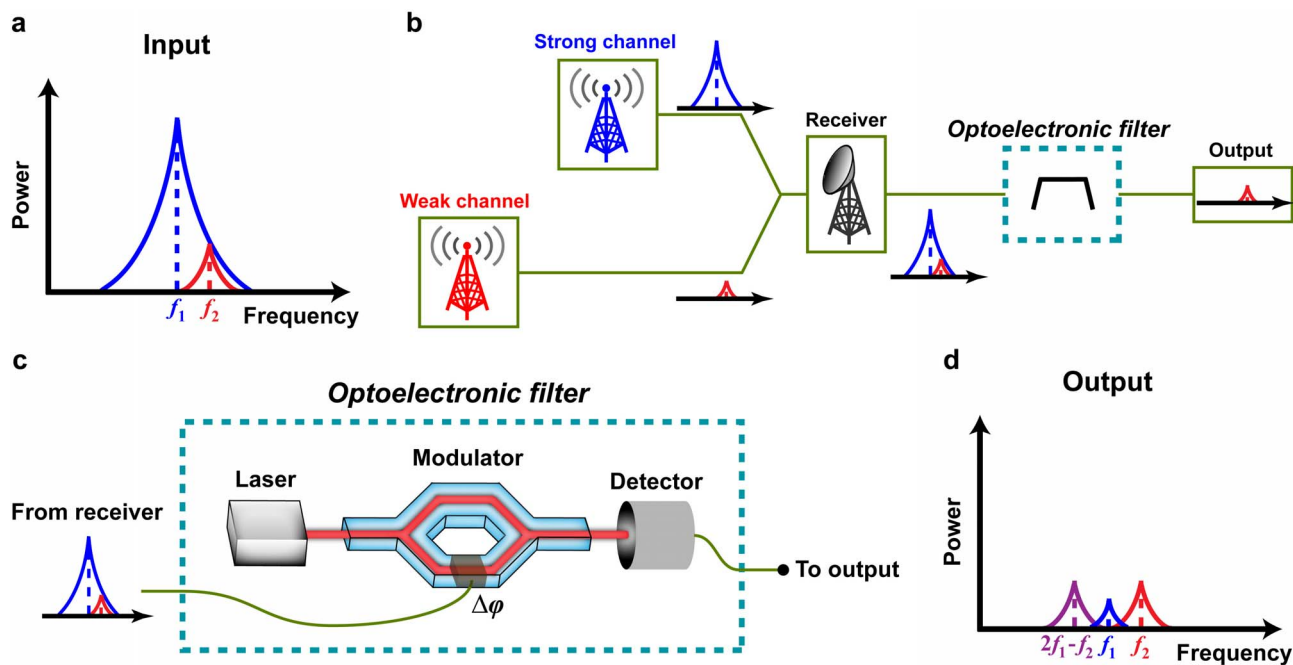 a
Input
Power
f₁
f₂
Frequency
b
Strong channel
Weak channel
Receiver
Optoelectronic filter
Output
c
Optoelectronic filter
Laser
Modulator
Detector
From receiver
Δφ
To output
d
Output
Power
2f₁-f₂
f₁
f₂
Frequency